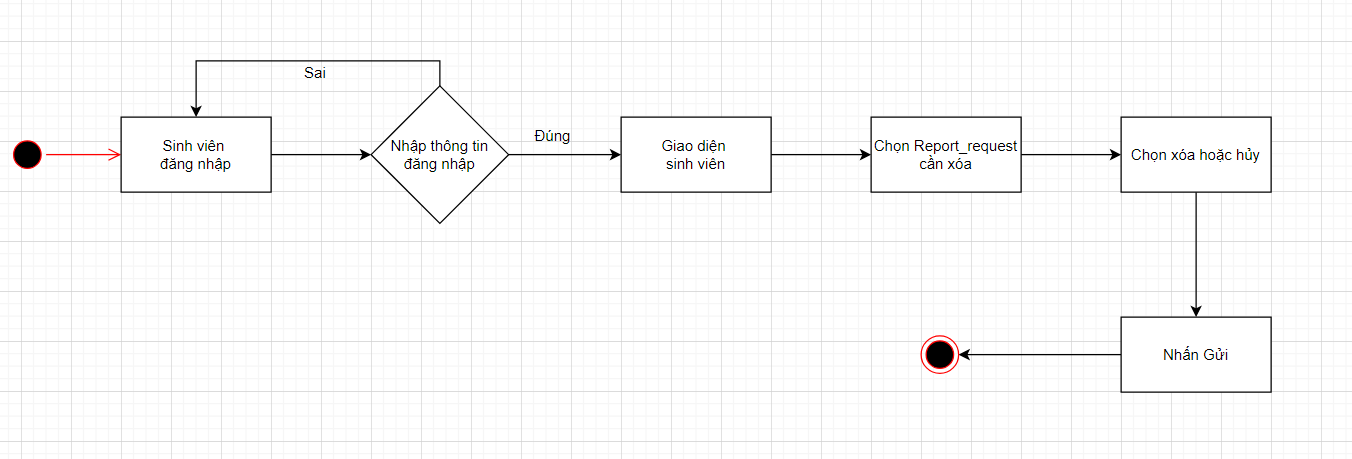 Sai
Sinh viên
đăng nhập
Nhập thông tin
đăng nhập
Đúng
Giao diện
sinh viên
Chọn Report_request
cần xóa
Chọn xóa hoặc hủy
Nhấn Gửi